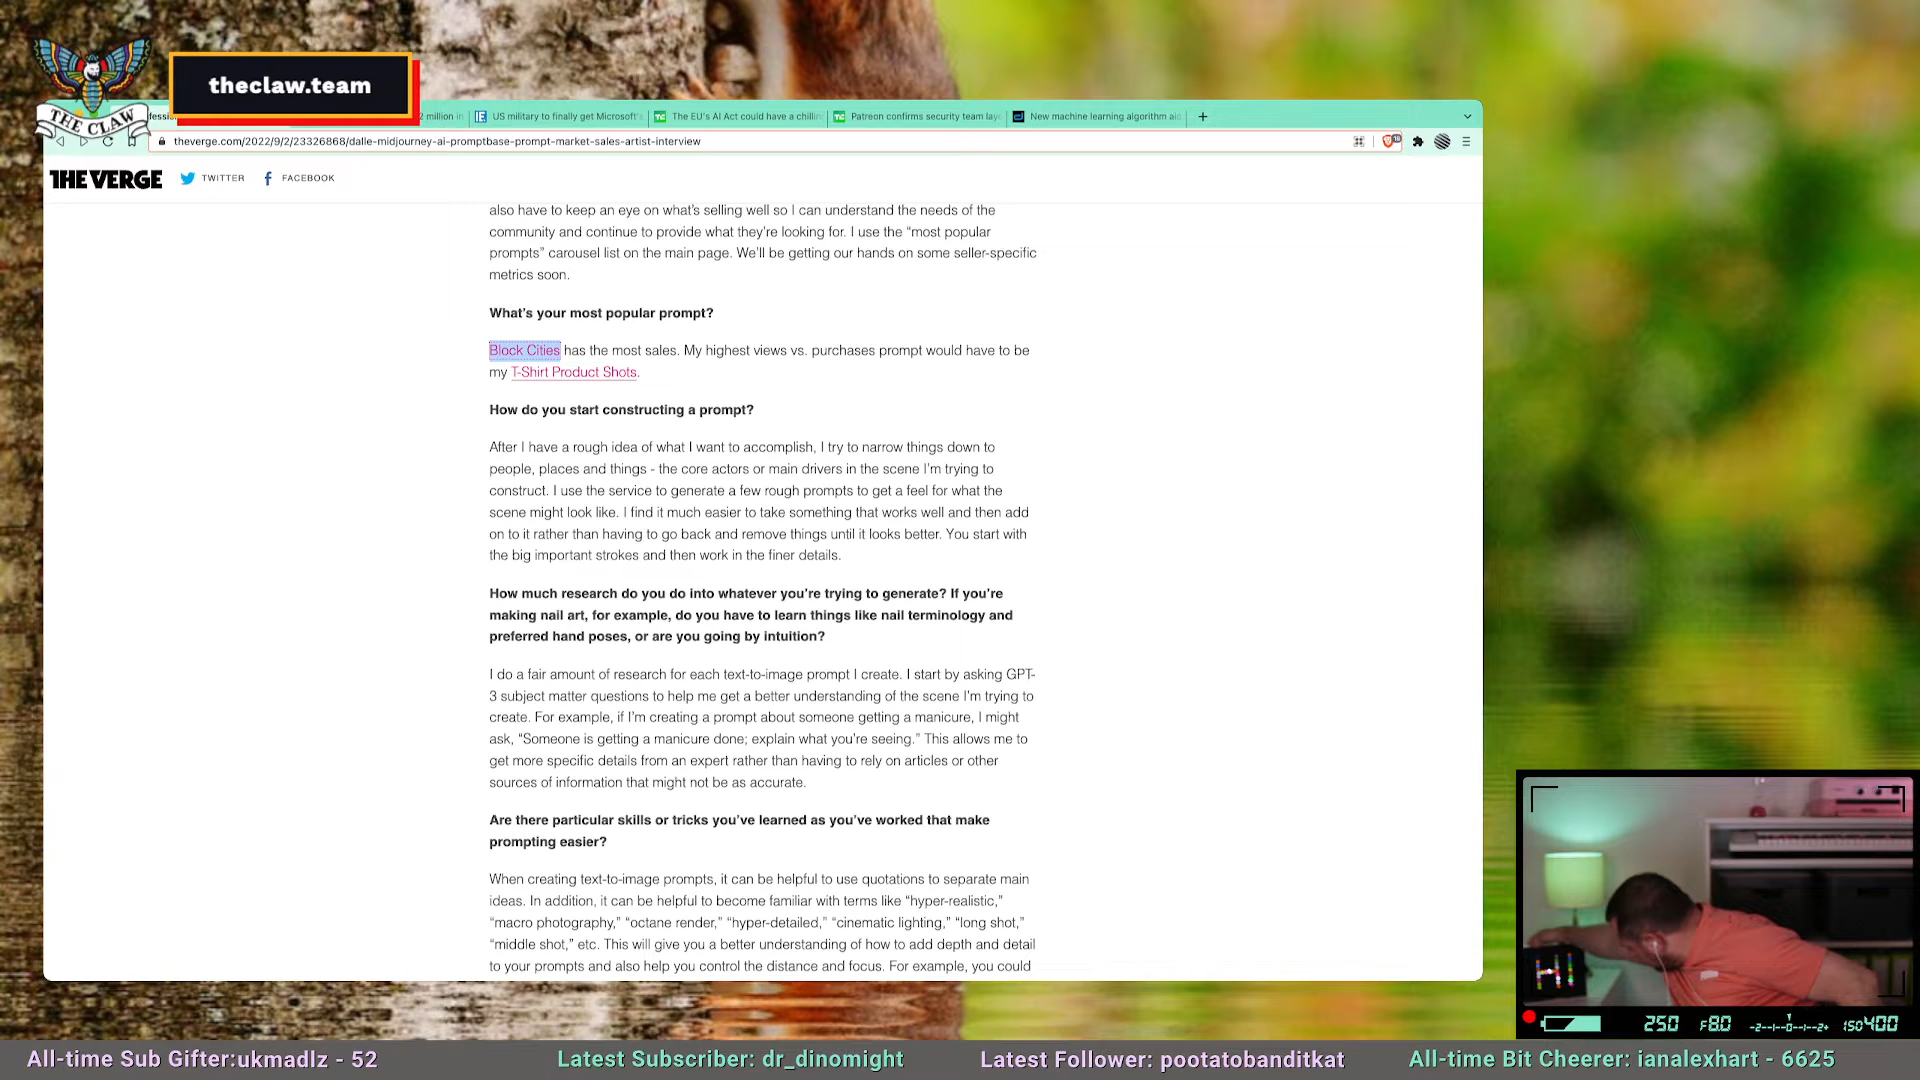 theclaw.team
THE CLAW
fessi
2 million in
US military to finally get Microsoft's
The EU's AI Act could have a chillin
Patreon confirms security team laye
New machine learning algorithm aid
theverge.com/2022/9/2/23326868/dalle-midjourney-ai-promptbase-prompt-market-sales-artist-interview
THE VERGE
TWITTER
FACEBOOK
also have to keep an eye on what's selling well so I can understand the needs of the
community and continue to provide what they're looking for. I use the “most popular
prompts” carousel list on the main page. We'll be getting our hands on some seller-specific
metrics soon.
What's your most popular prompt?
Block Cities has the most sales. My highest views vs. purchases prompt would have to be
my T-Shirt Product Shots.
How do you start constructing a prompt?
After I have a rough idea of what I want to accomplish, I try to narrow things down to
people, places and things - the core actors or main drivers in the scene I'm trying to
construct. I use the service to generate a few rough prompts to get a feel for what the
scene might look like. I find it much easier to take something that works well and then add
on to it rather than having to go back and remove things until it looks better. You start with
the big important strokes and then work in the finer details.
How much research do you do into whatever you're trying to generate? If you're
making nail art, for example, do you have to learn things like nail terminology and
preferred hand poses, or are you going by intuition?
I do a fair amount of research for each text-to-image prompt I create. I start by asking GPT-
3 subject matter questions to help me get a better understanding of the scene I'm trying to
create. For example, if I'm creating a prompt about someone getting a manicure, I might
ask, “Someone is getting a manicure done; explain what you're seeing.” This allows me to
get more specific details from an expert rather than having to rely on articles or other
sources of information that might not be as accurate.
Are there particular skills or tricks you've learned as you've worked that make
prompting easier?
When creating text-to-image prompts, it can be helpful to use quotations to separate main
ideas. In addition, it can be helpful to become familiar with terms like “hyper-realistic,”
“macro photography,” “octane render,” “hyper-detailed,” “cinematic lighting,” “long shot,”
“middle shot,” etc. This will give you a better understanding of how to add depth and detail
to your prompts and also help you control the distance and focus. For example, you could
HI
250 F8.0 -2--1--0--1--2+ ISO400
All-time Sub Gifter:ukmadlz - 52
Latest Subscriber: dr_dinomight
Latest Follower: pootatobanditkat
All-time Bit Cheerer: ianalexhart - 6625